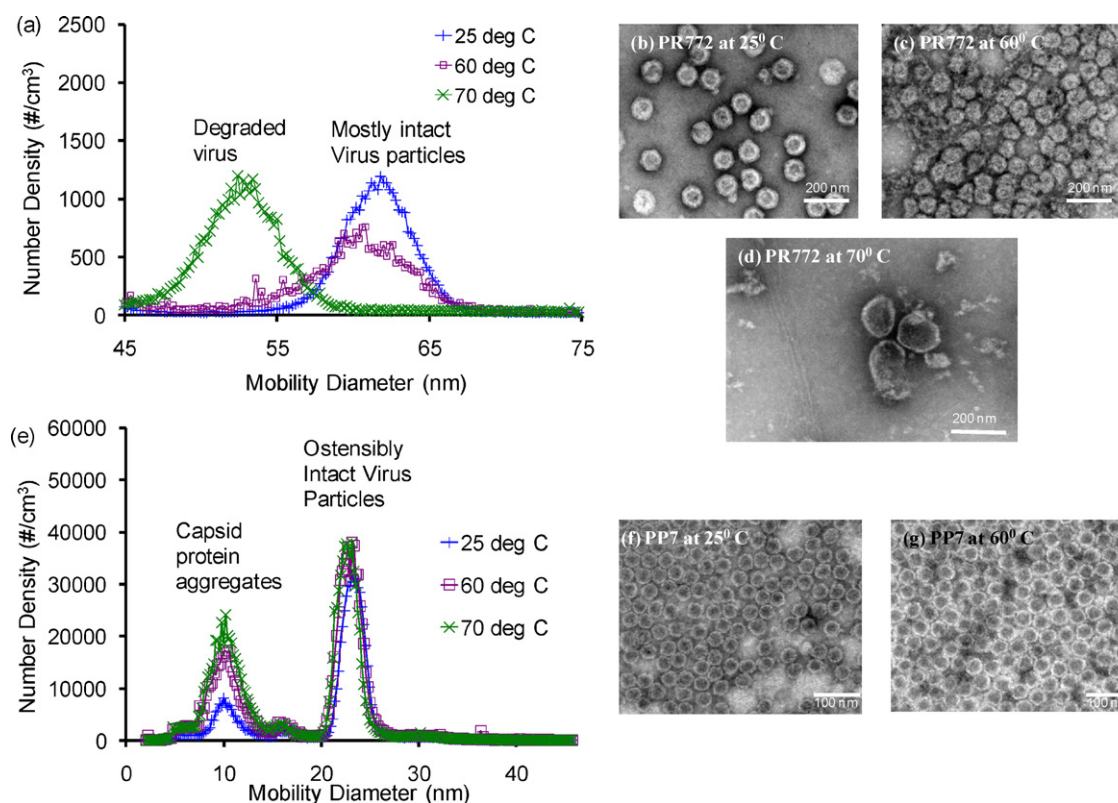 (a)
2500
2000
1500
1000
500
0
Number Density (#/cm³)
25 deg C
60 deg C
70 deg C
Degraded
virus
Mostly intact
Virus particles
45
55
65
75
Mobility Diameter (nm)
(b) PR772 at 25⁰ C
200 nm
(c) PR772 at 60⁰ C
200 nm
(d) PR772 at 70⁰ C
200 nm
(e)
60000
50000
40000
30000
20000
10000
0
Number Density (#/cm³)
Capsid
protein
aggregates
Ostensibly
Intact Virus
Particles
25 deg C
60 deg C
70 deg C
0
10
20
30
40
Mobility Diameter (nm)
(f) PP7 at 25⁰ C
100 nm
(g) PP7 at 60⁰ C
100 nm